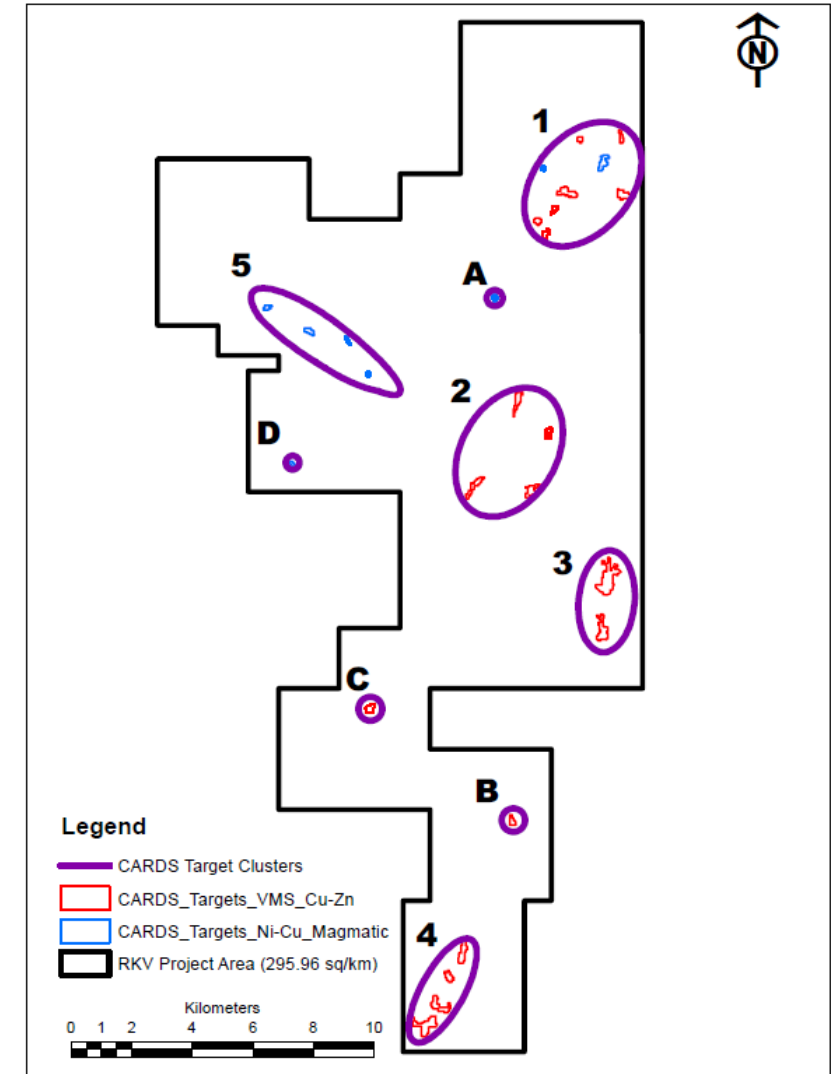 N
1
5
A
2
D
3
C
B
4
Legend
CARDS Target Clusters
CARDS_Targets_VMS_Cu-Zn
CARDS_Targets_Ni-Cu_Magmatic
RKV Project Area (295.96 sq/km)
Kilometers
0 1 2 4 6 8 10